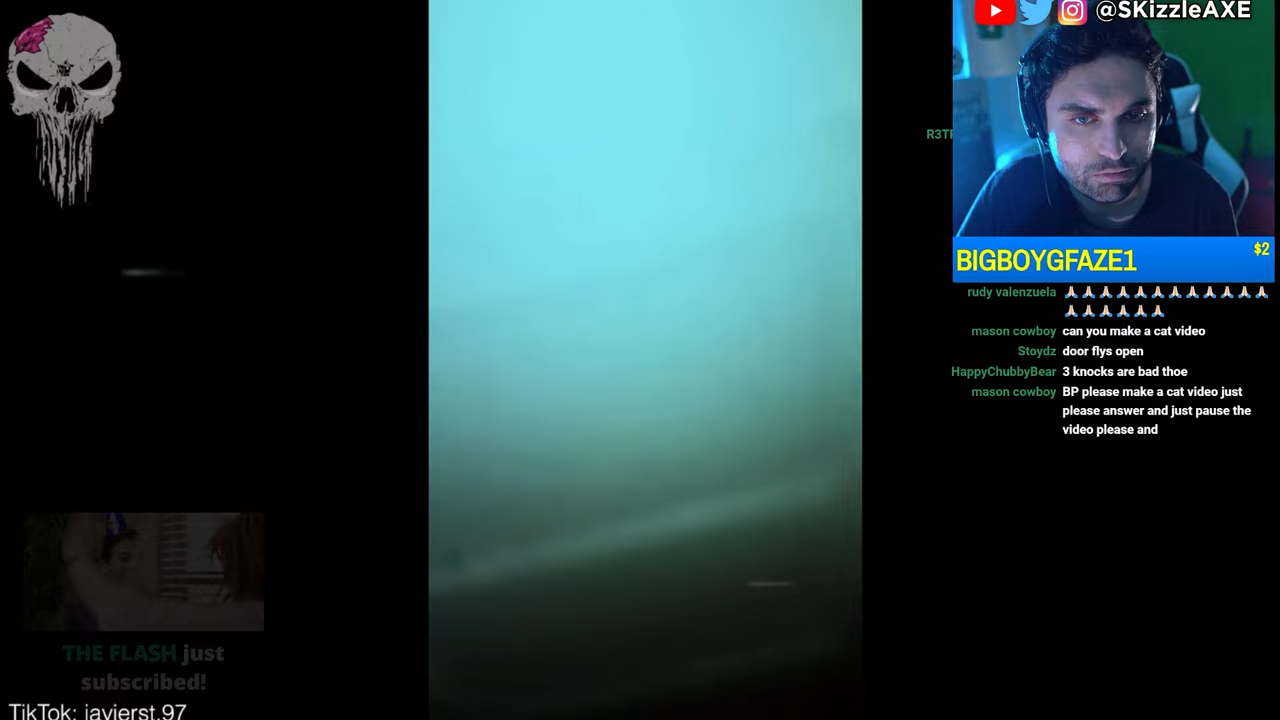 @SKizzleAXE
BIGBOYGFAZE1
$2
rudy valenzuela 🙏🏻🙏🏻🙏🏻🙏🏻🙏🏻🙏🏻🙏🏻🙏🏻🙏🏻🙏🏻🙏🏻🙏🏻
🙏🏻🙏🏻🙏🏻🙏🏻🙏🏻🙏🏻
mason cowboy can you make a cat video
Stoydz door flys open
HappyChubbyBear 3 knocks are bad thoe
mason cowboy BP please make a cat video just
please answer and just pause the
video please and
THE FLASH just
subscribed!
TikTok: javierst.97